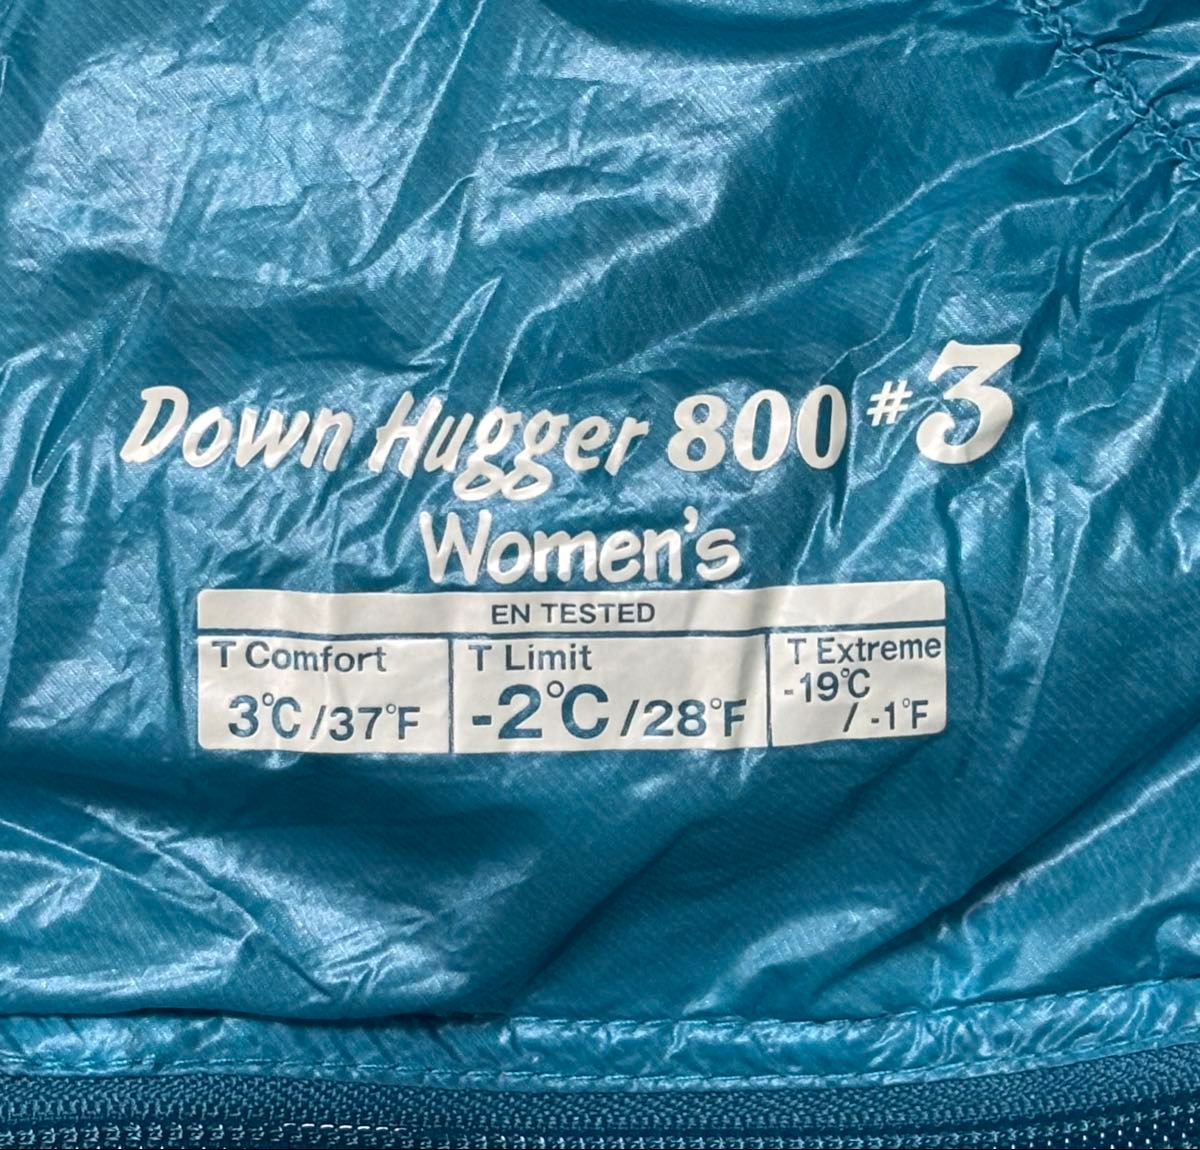 Down Hugger 800 #3
Women's
EN TESTED
T Comfort
3℃/37°F
T Limit
-2℃/28°F
T Extreme
-19℃
/ -1°F